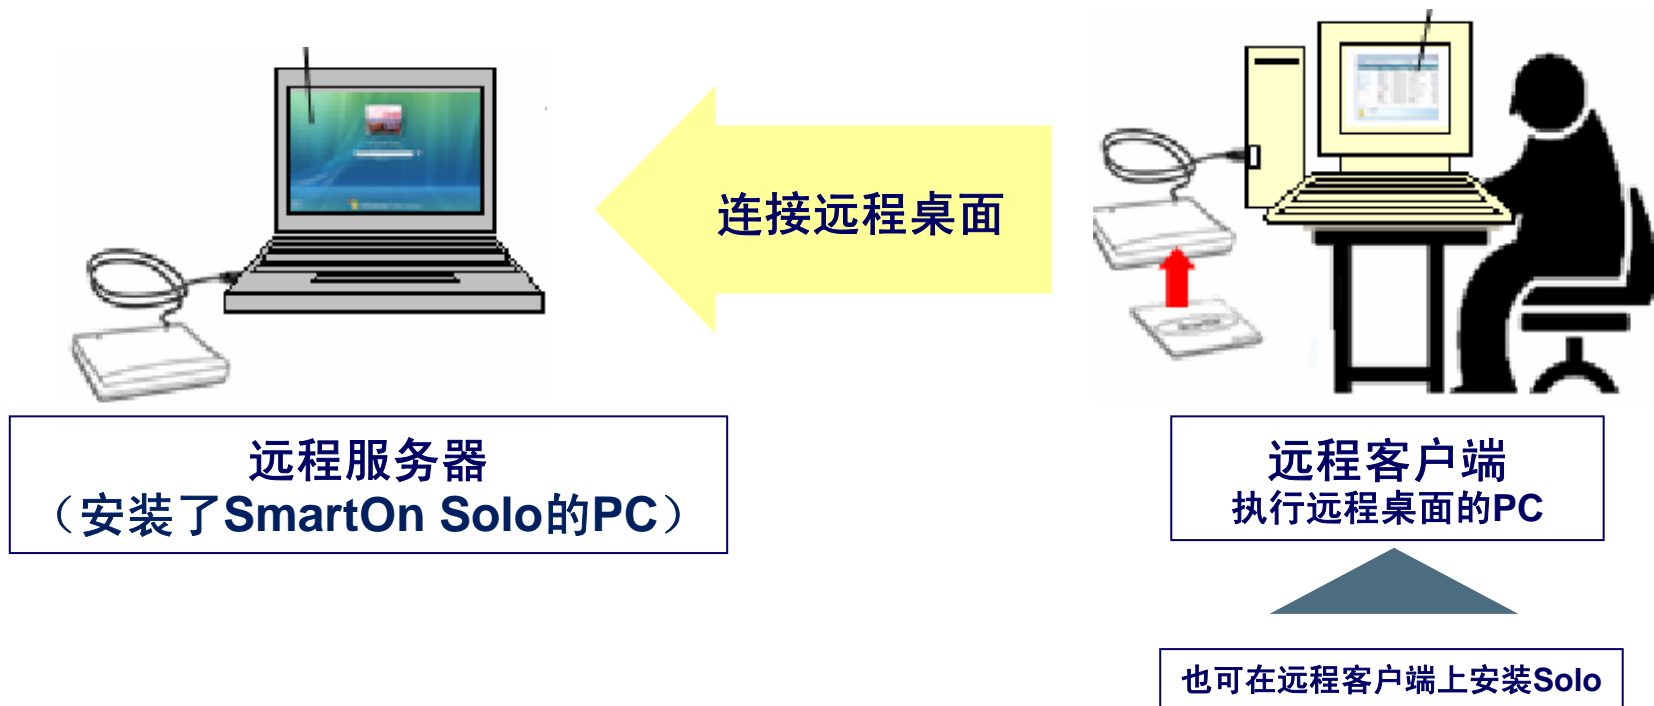 连接远程桌面
远程服务器
（安装了SmartOn Solo的PC）
远程客户端
执行远程桌面的PC
也可在远程客户端上安装Solo